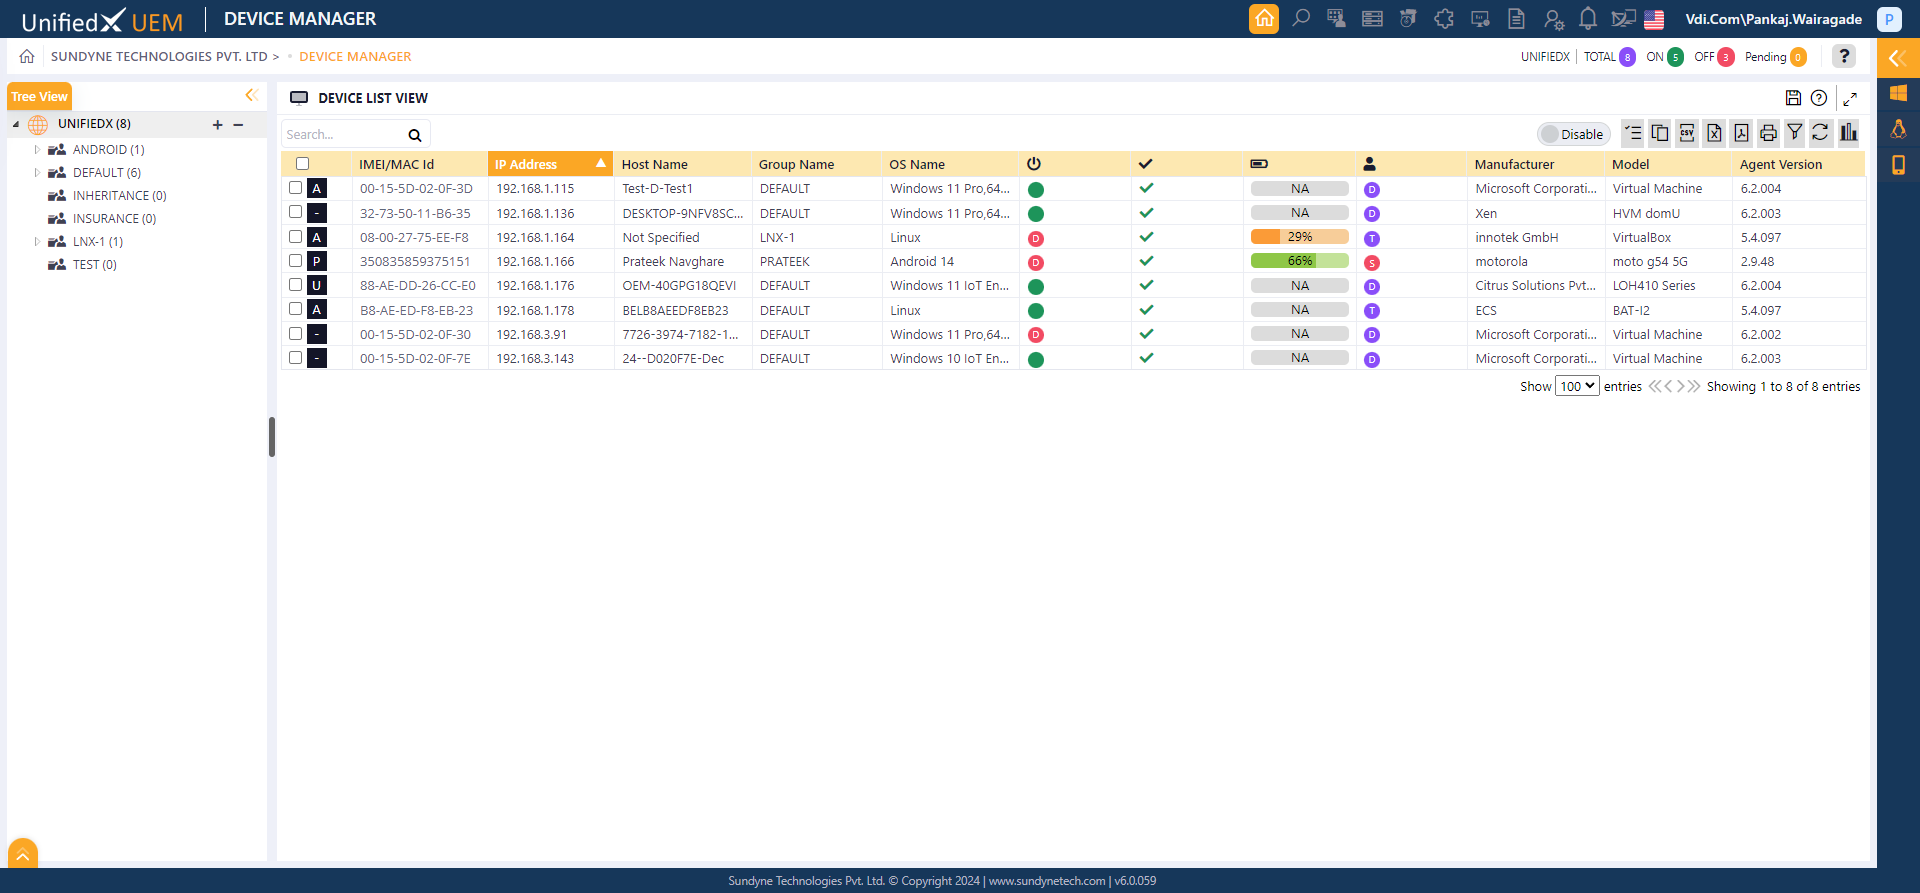 UnifiedX UEM | DEVICE MANAGER
Vdi.Com\Pankaj.Wairagade P
SUNDYNE TECHNOLOGIES PVT. LTD > • DEVICE MANAGER
UNIFIEDX | TOTAL 8 ON 5 OFF 3 Pending 0 ?
Tree View
UNIFIEDX (8) + −
ANDROID (1)
DEFAULT (6)
INHERITANCE (0)
INSURANCE (0)
LNX-1 (1)
TEST (0)
DEVICE LIST VIEW
Search...
Disable
CSV
IMEI/MAC Id IP Address Host Name Group Name OS Name Manufacturer Model Agent Version
A 00-15-5D-02-0F-3D 192.168.1.115 Test-D-Test1 DEFAULT Windows 11 Pro,64... NA D Microsoft Corporati... Virtual Machine 6.2.004
- 32-73-50-11-B6-35 192.168.1.136 DESKTOP-9NFV8SC... DEFAULT Windows 11 Pro,64... NA D Xen HVM domU 6.2.003
A 08-00-27-75-EE-F8 192.168.1.164 Not Specified LNX-1 Linux D 29% T innotek GmbH VirtualBox 5.4.097
P 350835859375151 192.168.1.166 Prateek Navghare PRATEEK Android 14 D 66% S motorola moto g54 5G 2.9.48
U 88-AE-DD-26-CC-E0 192.168.1.176 OEM-40GPG18QEVI DEFAULT Windows 11 IoT En... NA D Citrus Solutions Pvt... LOH410 Series 6.2.004
A B8-AE-ED-F8-EB-23 192.168.1.178 BELB8AEEDF8EB23 DEFAULT Linux NA T ECS BAT-I2 5.4.097
- 00-15-5D-02-0F-30 192.168.3.91 7726-3974-7182-1... DEFAULT Windows 11 Pro,64... D NA D Microsoft Corporati... Virtual Machine 6.2.002
- 00-15-5D-02-0F-7E 192.168.3.143 24--D020F7E-Dec DEFAULT Windows 10 IoT En... NA D Microsoft Corporati... Virtual Machine 6.2.003
Show 100 entries Showing 1 to 8 of 8 entries
Sundyne Technologies Pvt. Ltd. © Copyright 2024 | www.sundynetech.com | v6.0.059